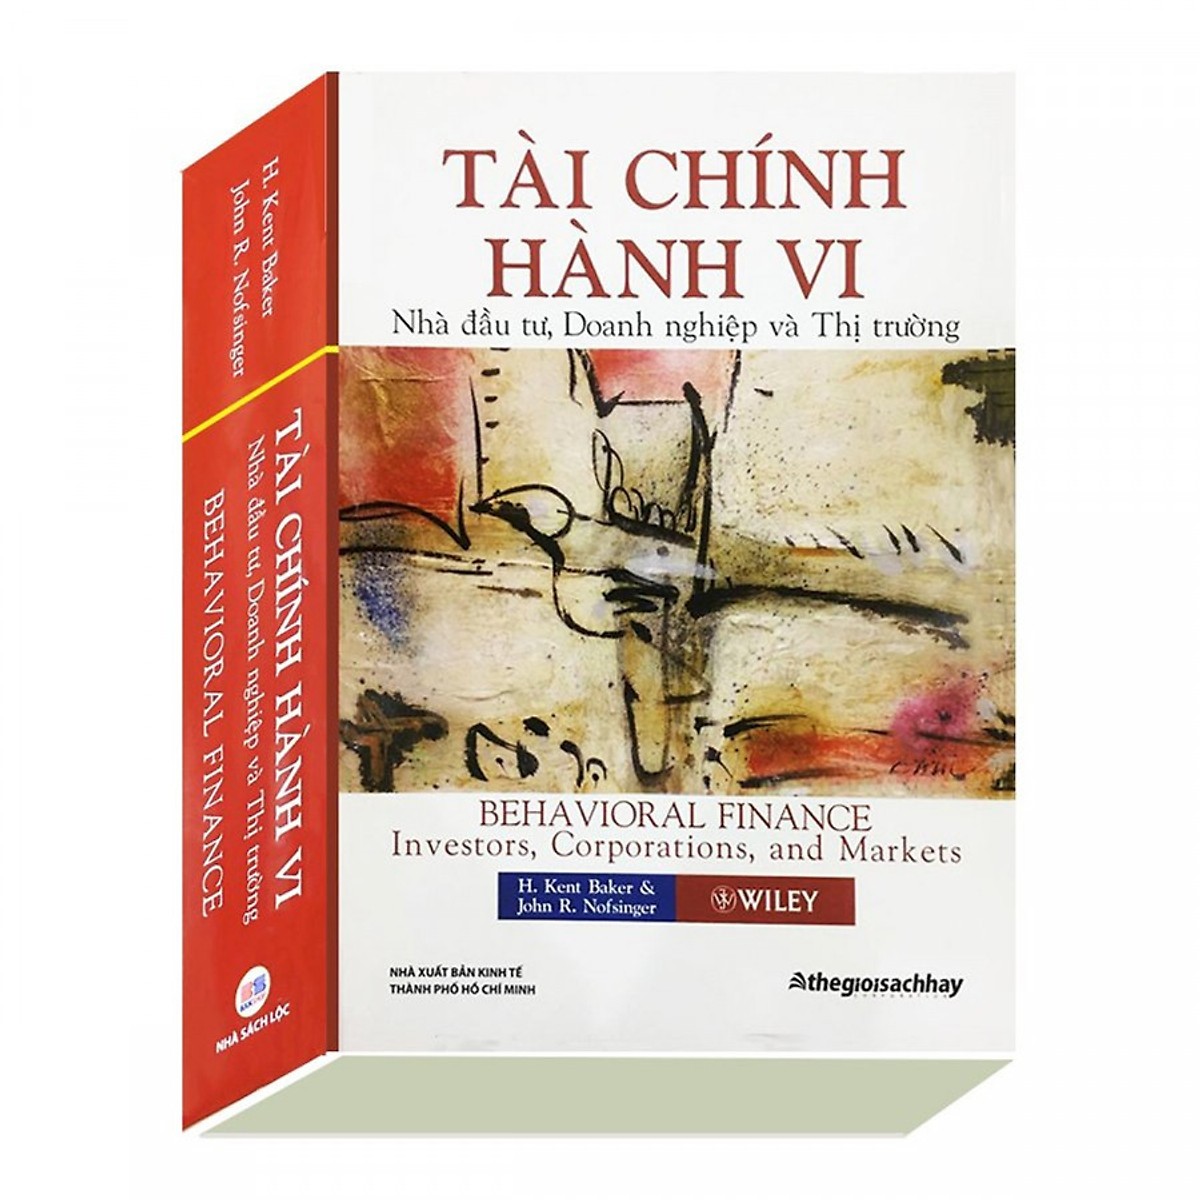 TÀI CHÍNH
HÀNH VI
Nhà đầu tư, Doanh nghiệp và Thị trường
BEHAVIORAL FINANCE
Investors, Corporations, and Markets
H. Kent Baker &
John R. Nofsinger
WILEY
NHÀ XUẤT BẢN KINH TẾ
THÀNH PHỐ HỒ CHÍ MINH
thegioisachhay
CORPORATION
H. Kent Baker
John R. Nofsinger
TÀI CHÍNH HÀNH VI
Nhà đầu tư, Doanh nghiệp và Thị trường
BEHAVIORAL FINANCE
NHÀ SÁCH LỘC